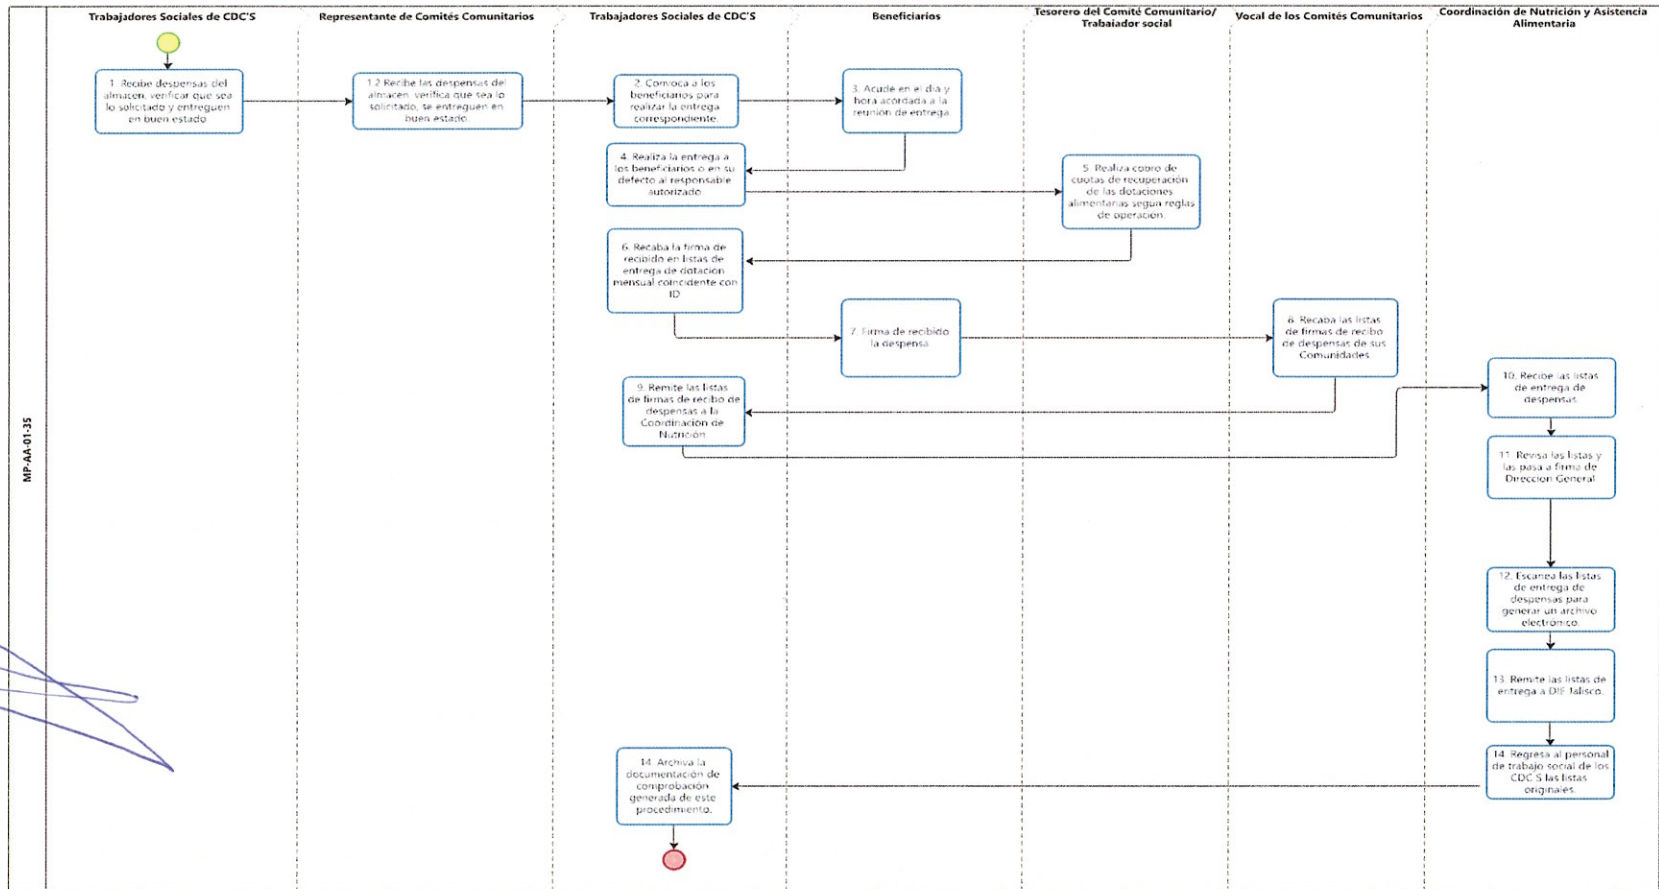 Trabajadores Sociales de CDC'S
Representante de Comités Comunitarios
Trabajadores Sociales de CDC'S
Beneficiarios
Tesorero del Comité Comunitario/
Trabajador social
Vocal de los Comités Comunitarios
Coordinación de Nutrición y Asistencia
Alimentaria
MP-AA-01-35
1. Recibe despensas del
almacen, verificar que sea
lo solicitado y entreguen
en buen estado
1.2 Recibe las despensas del
almacen, verifica que sea lo
solicitado, se entreguen en
buen estado.
2. Convoca a los
beneficiarios para
realizar la entrega
correspondiente.
3. Acude en el dia y
hora acordada a la
reunión de entrega
4. Realiza la entrega a
los beneficiarios o en su
defecto al responsable
autorizado
5. Realiza cobro de
cuotas de recuperación
de las dotaciones
alimentarias segun reglas
de operación.
6. Recaba la firma de
recibido en listas de
entrega de dotación
mensual coincidente con
ID
7. Firma de recibido
la despensa
8. Recaba las listas
de firmas de recibo
de despensas de sus
Comunidades
9. Remite las listas
de firmas de recibo de
despensas a la
Coordinación de
Nutrición
10. Recibe las listas
de entrega de
despensas.
11. Revisa las listas y
las pasa a firma de
Direccion General
12. Escanea las listas
de entrega de
despensas para
generar un archivo
electrónico.
13. Remite las listas de
entrega a DIF Jalisco.
14. Regresa al personal
de trabajo social de los
CDC'S las listas
originales.
14. Archiva la
documentación de
comprobación
generada de este
procedimiento.